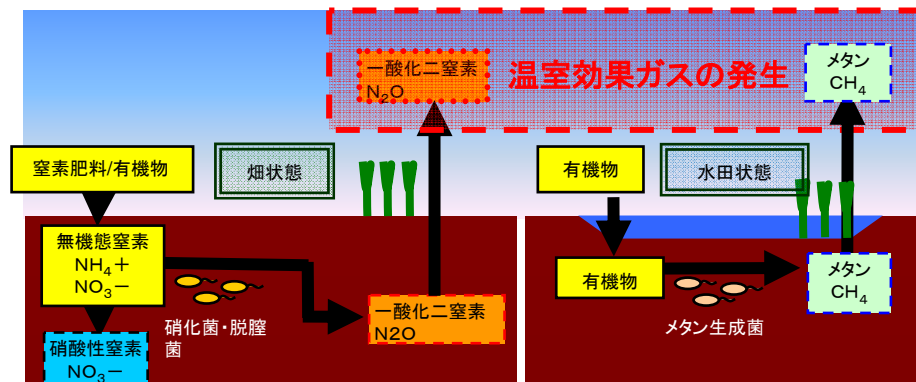 温室効果ガスの発生
一酸化二窒素
N₂O
メタン
CH₄
窒素肥料/有機物
畑状態
無機態窒素
NH₄＋
NO₃－
硝化菌・脱膣
菌
一酸化二窒素
N2O
硝酸性窒素
NO₃－
有機物
水田状態
有機物
メタン生成菌
メタン
CH₄